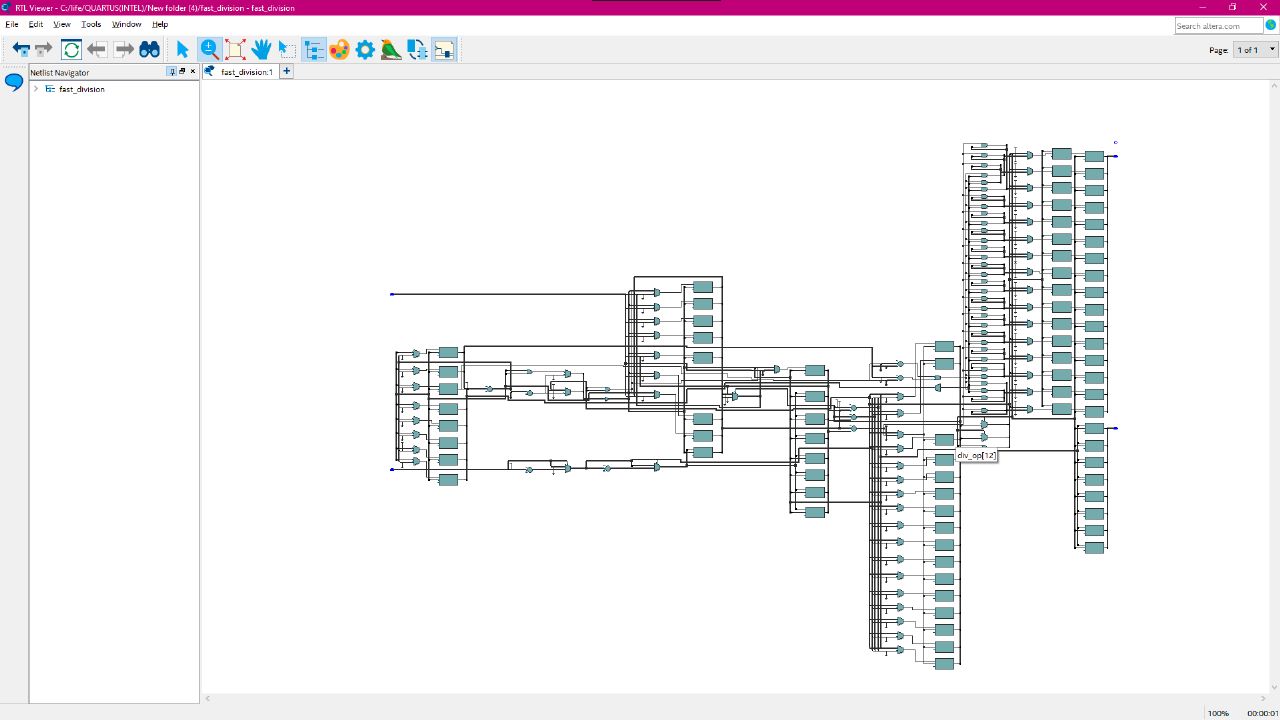 RTL Viewer - C:/life/QUARTUS(INTEL)/New folder (4)/fast_division - fast_division
File Edit View Tools Window Help
Search altera.com
Page: 1 of 1
Netlist Navigator
fast_division:1
fast_division
div_op[12]
100% 00:00:01